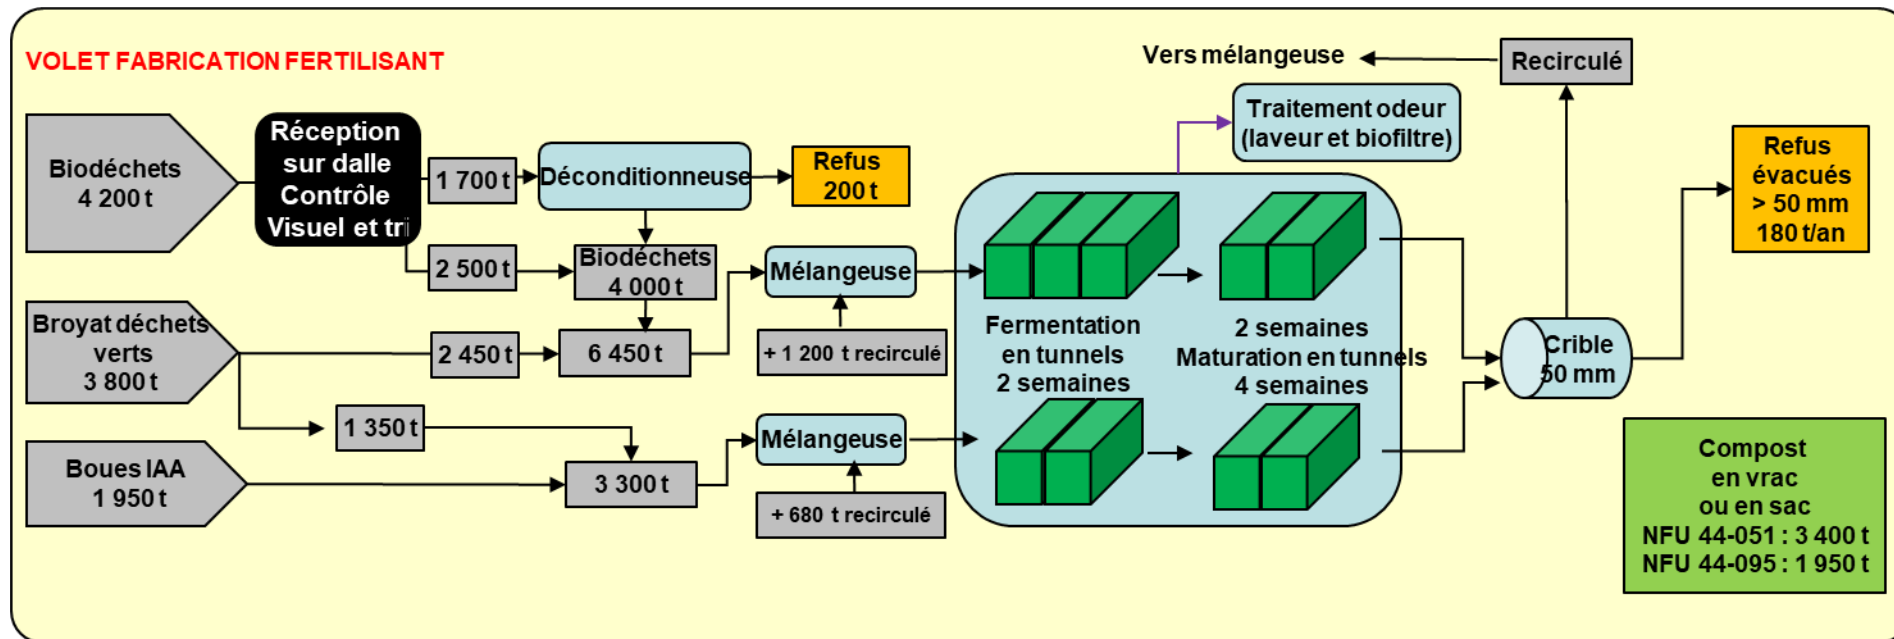 VOLET FABRICATION FERTILISANT
Vers mélangeuse
Recirculé
Traitement odeur
(laveur et biofiltre)
Biodéchets
4 200 t
Réception
sur dalle
Contrôle
Visuel et tri
1 700 t
Déconditionneuse
Refus
200 t
Refus
évacués
> 50 mm
180 t/an
2 500 t
Biodéchets
4 000 t
Mélangeuse
Broyat déchets
verts
3 800 t
2 450 t
6 450 t
+ 1 200 t recirculé
Fermentation
en tunnels
2 semaines
2 semaines
Maturation en tunnels
4 semaines
Crible
50 mm
1 350 t
Mélangeuse
Boues IAA
1 950 t
3 300 t
+ 680 t recirculé
Compost
en vrac
ou en sac
NFU 44-051 : 3 400 t
NFU 44-095 : 1 950 t